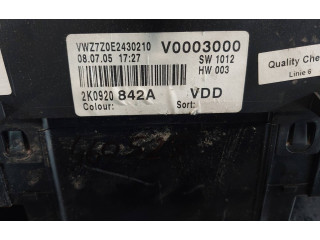 VWZ7Z0E2430210 V0003000
08.07.05 17:27 SW 1012
HW 003
2K0920 842A VDD
Colour: Sort:
Quality Che
Linie 6